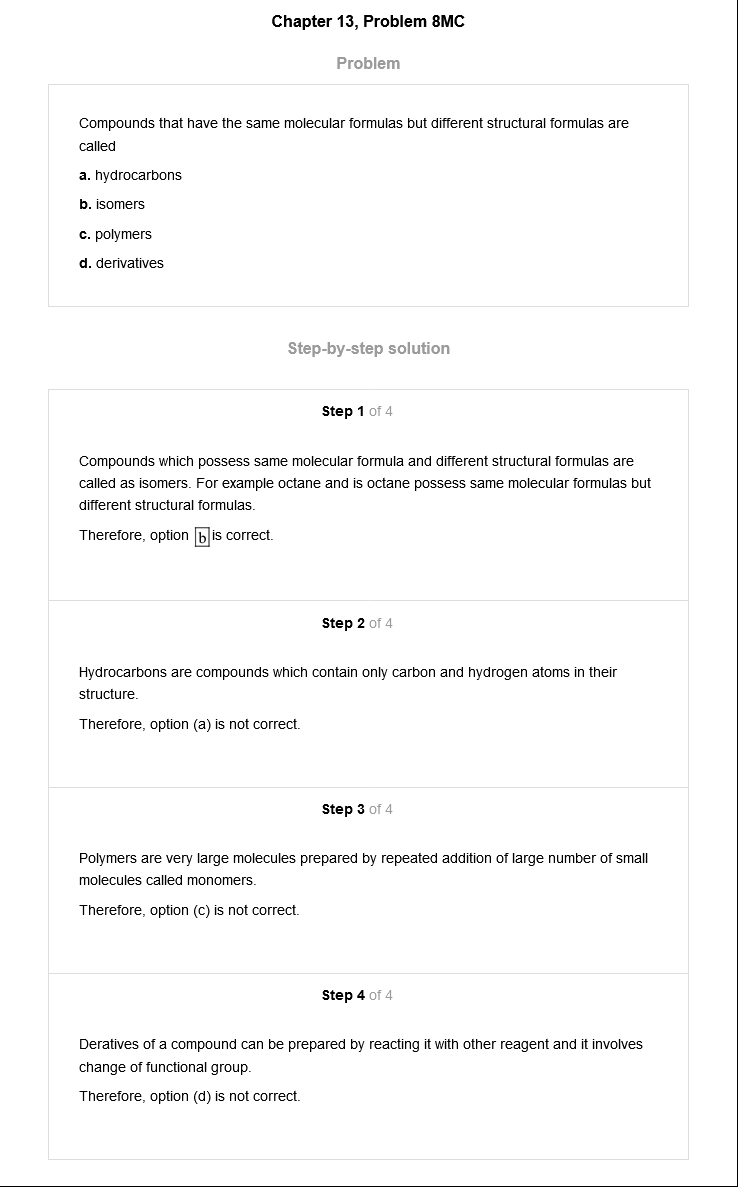 Chapter 13, Problem 8MC
Problem
Compounds that have the same molecular formulas but different structural formulas are
called
a. hydrocarbons
b. isomers
c. polymers
d. derivatives
Step-by-step solution
Step 1 of 4
Compounds which possess same molecular formula and different structural formulas are
called as isomers. For example octane and is octane possess same molecular formulas but
different structural formulas.
Therefore, option b is correct.
Step 2 of 4
Hydrocarbons are compounds which contain only carbon and hydrogen atoms in their
structure.
Therefore, option (a) is not correct.
Step 3 of 4
Polymers are very large molecules prepared by repeated addition of large number of small
molecules called monomers.
Therefore, option (c) is not correct.
Step 4 of 4
Deratives of a compound can be prepared by reacting it with other reagent and it involves
change of functional group.
Therefore, option (d) is not correct.